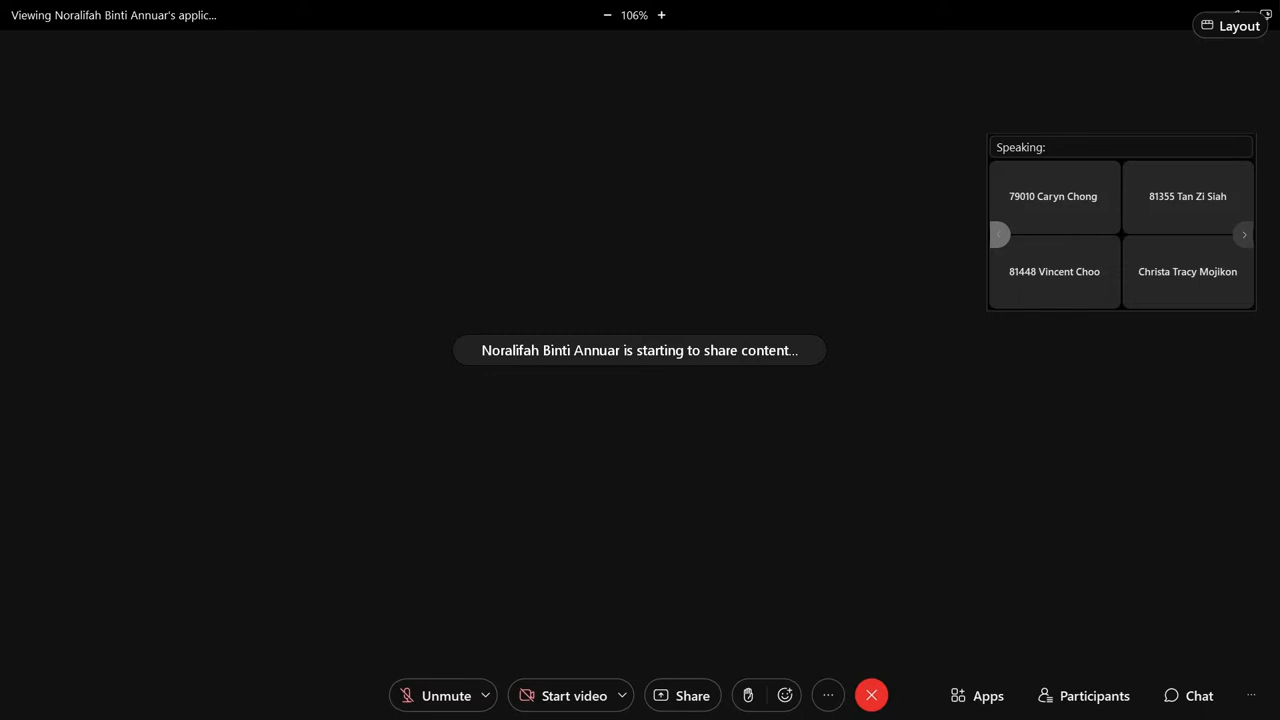 Viewing Noralifah Binti Annuar's applic...
106%
Layout
Speaking:
79010 Caryn Chong
81355 Tan Zi Siah
81448 Vincent Choo
Christa Tracy Mojikon
Noralifah Binti Annuar is starting to share content...
Unmute
Start video
Share
Apps
Participants
Chat